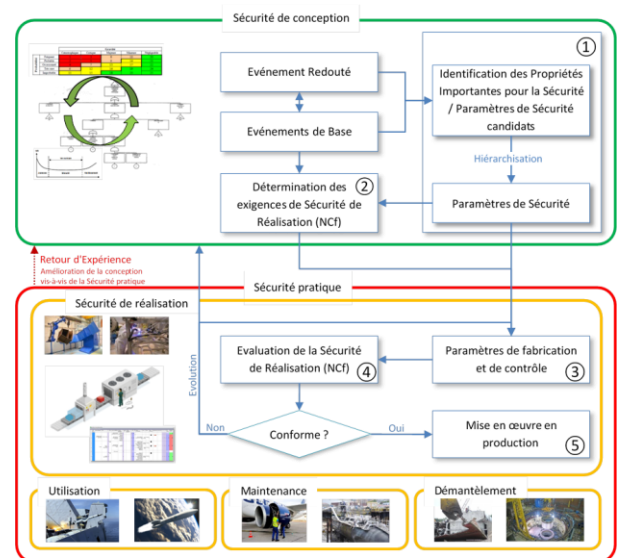 Sécurité de conception
Evénement Redouté
Evénements de Base
①
Identification des Propriétés
Importantes pour la Sécurité
/ Paramètres de Sécurité
candidats
Hiérarchisation
②
Détermination des
exigences de Sécurité de
Réalisation (NCf)
Paramètres de Sécurité
Retour d'Expérience
Amélioration de la conception
vis-à-vis de la Sécurité pratique
Sécurité pratique
Sécurité de réalisation
Evolution
Evaluation de la Sécurité
de Réalisation (NCf)
④
Paramètres de fabrication
et de contrôle
③
Non
Conforme ?
Oui
Mise en œuvre en
production
⑤
Utilisation
Maintenance
Démantèlement